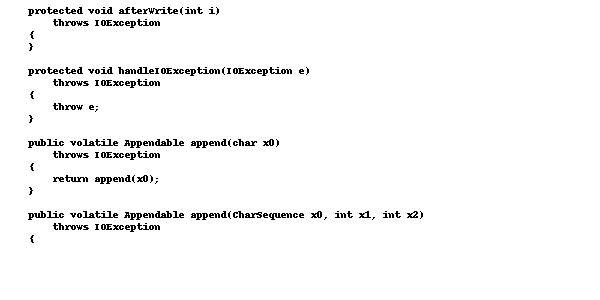 protected void afterWrite(int i)
    throws IOException
{
}
protected void handleIOException(IOException e)
    throws IOException
{
    throw e;
}
public volatile Appendable append(char x0)
    throws IOException
{
    return append(x0);
}
public volatile Appendable append(CharSequence x0, int x1, int x2)
    throws IOException
{